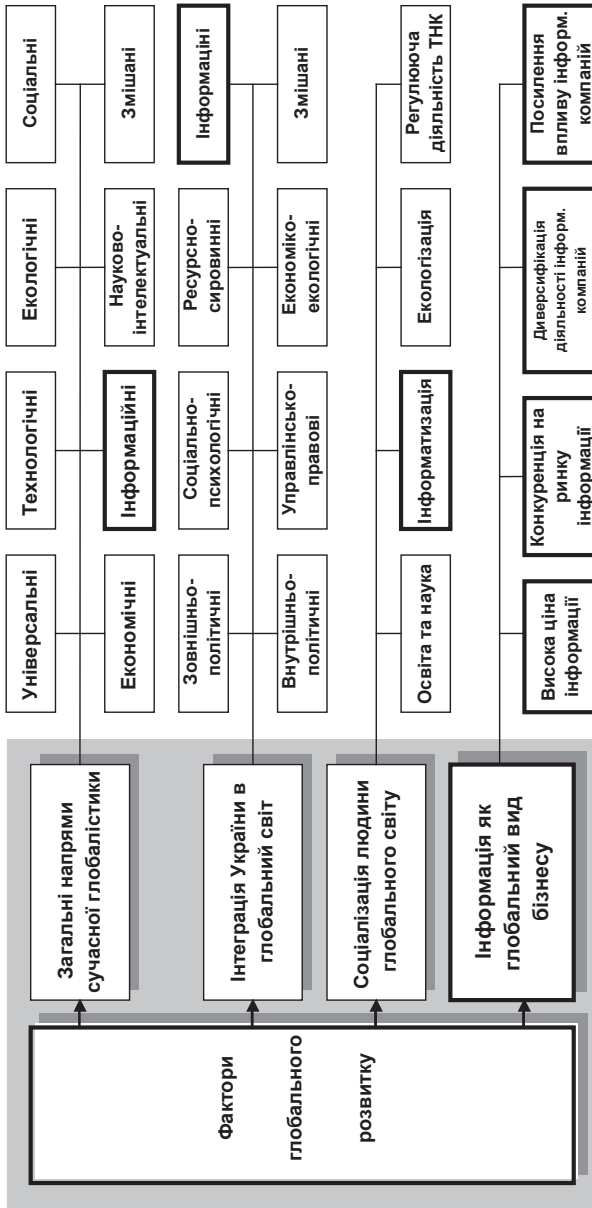 Фактори
глобального
розвитку
Загальні напрями
сучасної глобалістики
Універсальні
Технологічні
Екологічні
Соціальні
Економічні
Інформаційні
Науково-
інтелектуальні
Змішані
Інтеграція України в
глобальний світ
Зовнішньо-
політичні
Соціально-
психологічні
Ресурсно-
сировинні
Інформаціні
Внутрішньо-
політичні
Управлінсько-
правові
Економіко-
екологічні
Змішані
Соціалізація людини
глобального світу
Освіта та наука
Інформатизація
Екологізація
Регулююча
діяльність ТНК
Інформація як
глобальний вид
бізнесу
Висока ціна
інформації
Конкуренція на
ринку
інформації
Диверсифікація
діяльності інформ.
компаній
Посилення
впливу інформ.
компаній